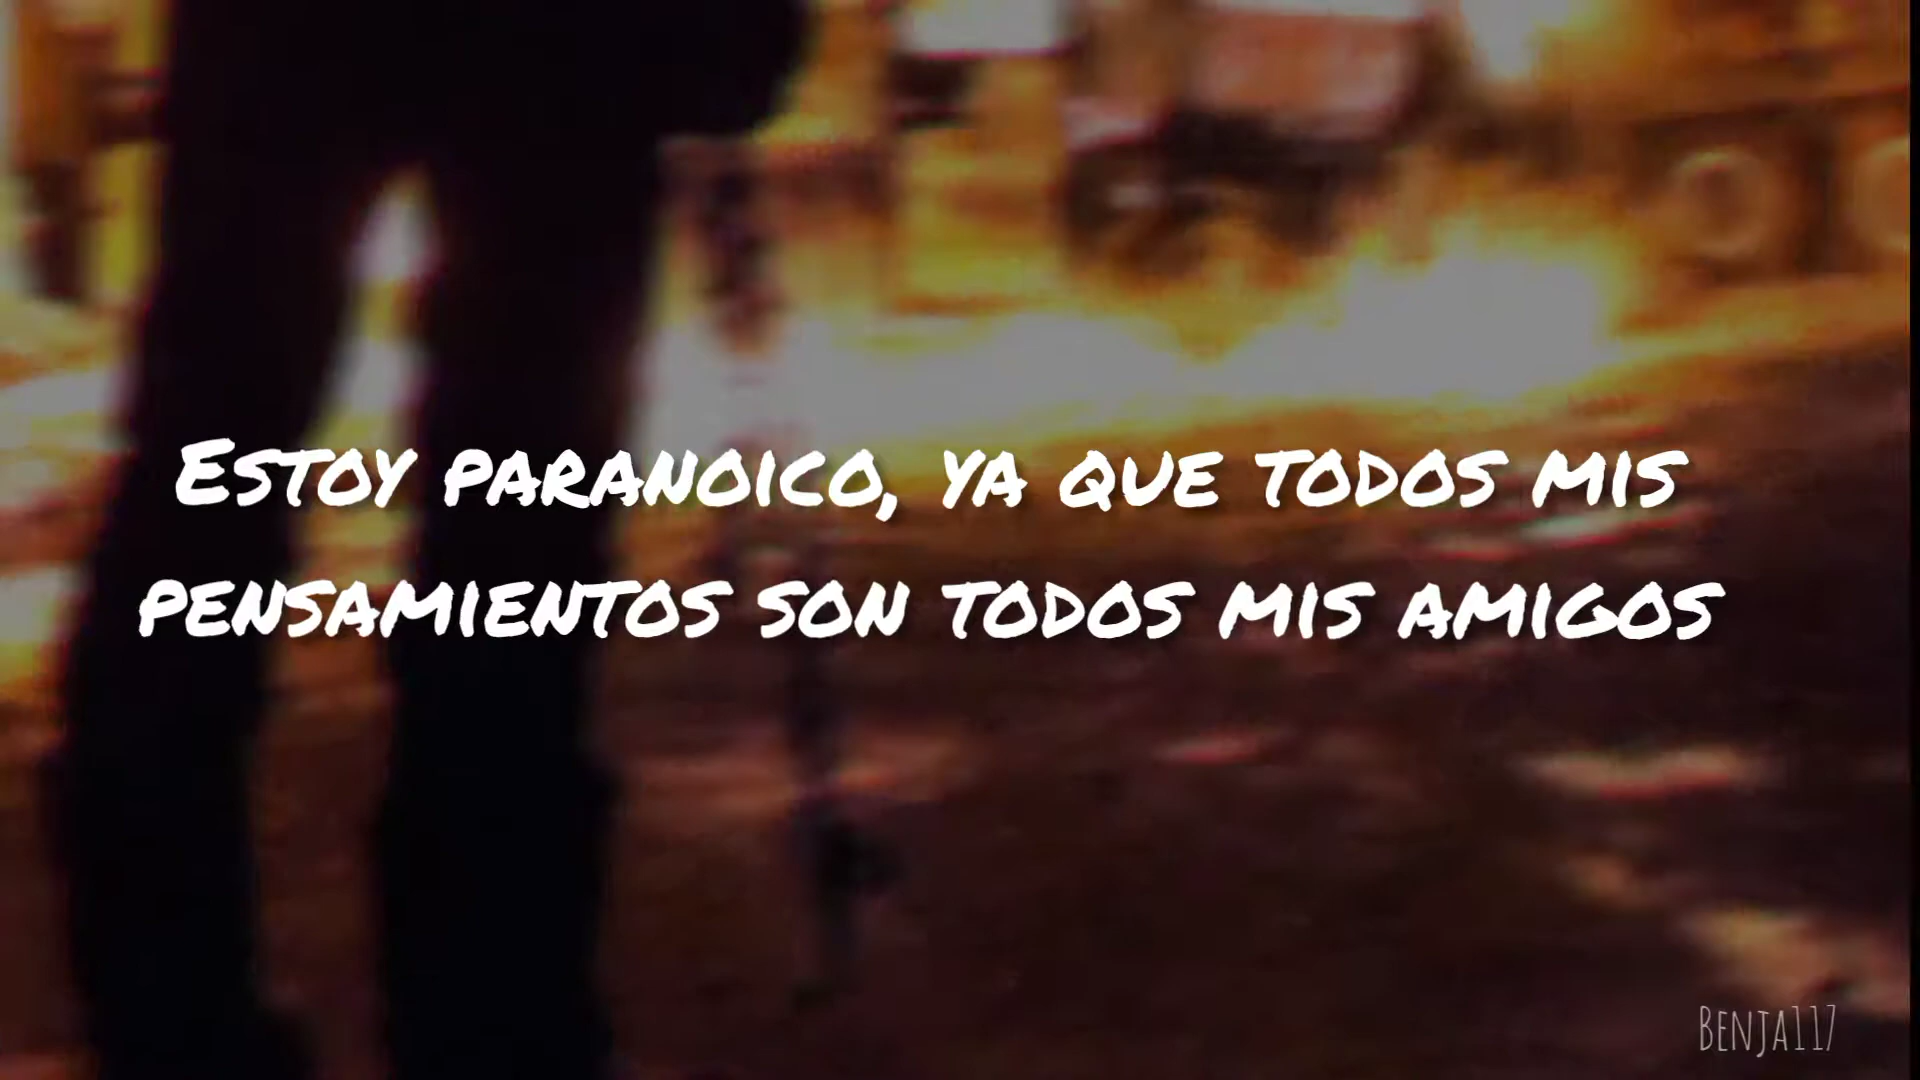 Estoy paranoico, ya que todos mis
pensamientos son todos mis amigos
Benja117